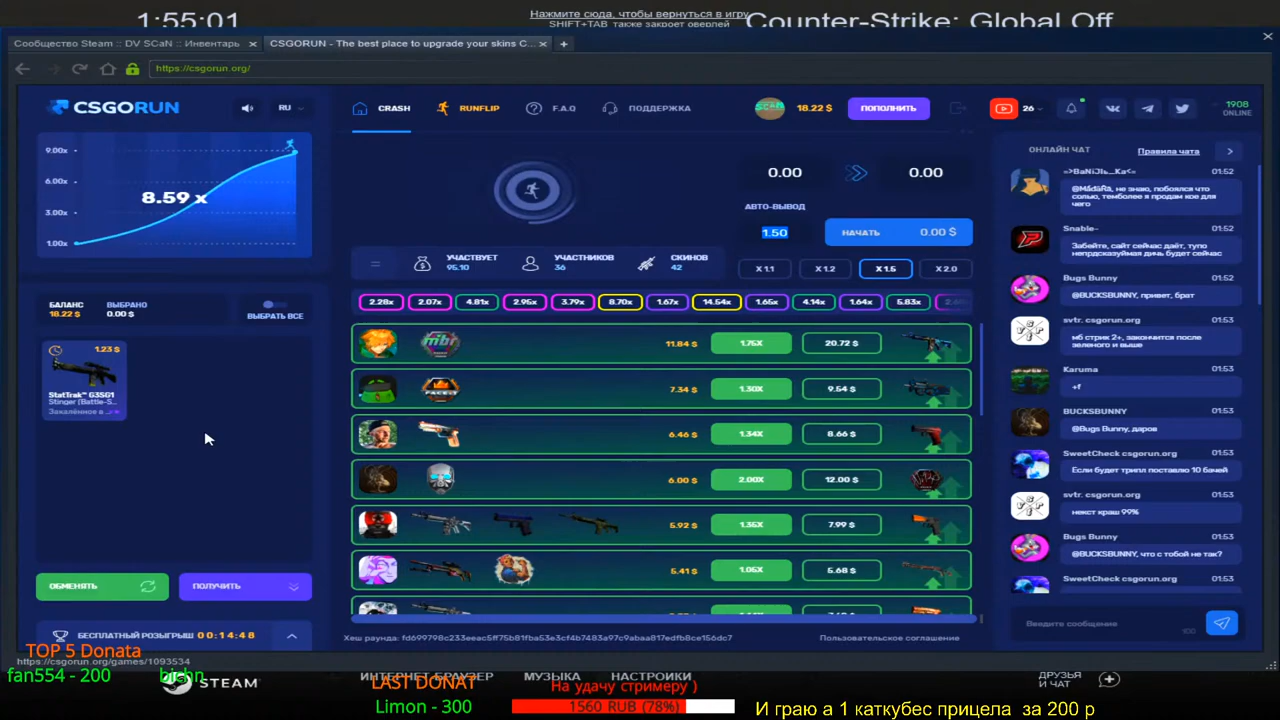 1:55:01
Нажмите сюда, чтобы вернуться в игру
SHIFT+TAB также закроет оверлей
Counter-Strike: Global Off
Сообщество Steam :: DV SCaN :: Инвентарь
CSGORUN - The best place to upgrade your skins C...
https://csgorun.org/
CSGORUN
RU
CRASH
RUNFLIP
F.A.Q
ПОДДЕРЖКА
18.22 $
ПОПОЛНИТЬ
26
1908
ONLINE
9.00x
6.00x
3.00x
1.00x
8.59 x
0.00
0.00
АВТО-ВЫВОД
1.50
НАЧАТЬ 0.00 $
X 1.1
X 1.2
X 1.5
X 2.0
УЧАСТВУЕТ
95.10
УЧАСТНИКОВ
36
СКИНОВ
42
2.28x 2.07x 4.81x 2.95x 3.79x 8.70x 1.67x 14.54x 1.65x 4.14x 1.64x 5.83x
БАЛАНС
18.22 $
ВЫБРАНО
0.00 $
ВЫБРАТЬ ВСЕ
1.23 $
StatTrak™ G3SG1
Stinger (Battle-S...
Закалённое в ...
11.84 $ 1.75X 20.72 $
7.34 $ 1.30X 9.54 $
6.46 $ 1.34X 8.66 $
6.00 $ 2.00X 12.00 $
5.92 $ 1.35X 7.99 $
5.41 $ 1.05X 5.68 $
ОБМЕНЯТЬ
ПОЛУЧИТЬ
БЕСПЛАТНЫЙ РОЗЫГРЫШ 00:14:48
Хеш раунда: fd699798c233eeac5ff75b81fba53e3cf4b7483a97c9abaa817edfb8ce156dc7
Пользовательское соглашение
ОНЛАЙН ЧАТ
Правила чата
=>BaNiJls_Ka<= 01:52
@MádáRa, не знаю, побоялся что
солью, темболее я продам кое для
чего
Snable- 01:52
Забейте, сайт сейчас даёт, тупо
непрдсказуймая дичь будет сейчас
Bugs Bunny 01:52
@BUCKSBUNNY, привет, брат
svtr. csgorun.org 01:53
мб стрик 2+, закончится после
зеленого и выше
Karuma 01:53
+f
BUCKSBUNNY 01:53
@Bugs Bunny, даров
SweetCheck csgorun.org 01:53
Если будет трипл поставлю 10 бачей
svtr. csgorun.org 01:53
некст краш 99%
Bugs Bunny 01:53
@BUCKSBUNNY, что с тобой не так?
SweetCheck csgorun.org 01:53
Введите сообщение
100
https://csgorun.org/games/1093534
TOP 5 Donata
fan554 - 200
STEAM
ИНТЕРНЕТ-БРАУЗЕР
МУЗЫКА
НАСТРОЙКИ
LAST DONAT
Limon - 300
На удачу стримеру )
1560 RUB (78%)
ДРУЗЬЯ
И ЧАТ
И граю а 1 каткубес прицела за 200 р